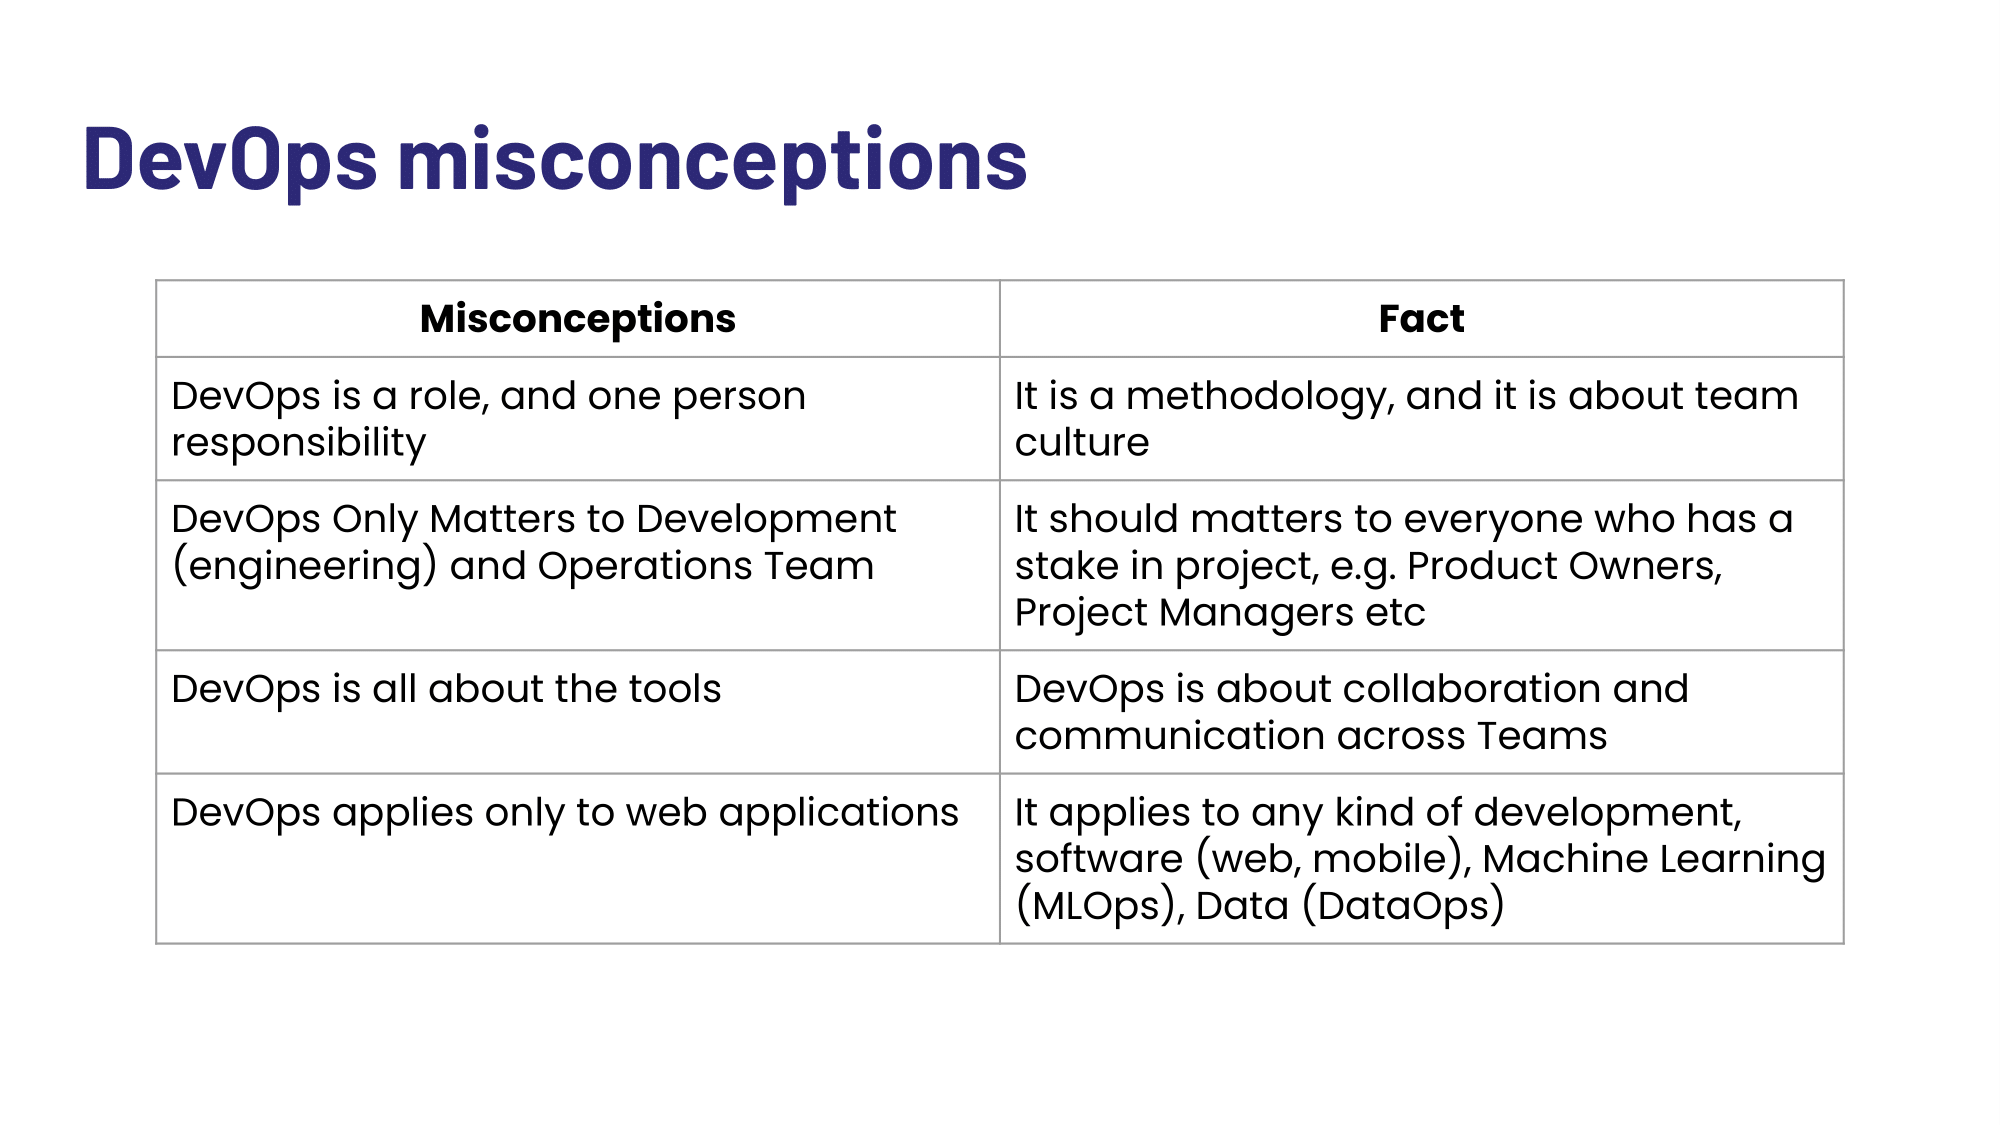 DevOps misconceptions
Misconceptions
Fact
DevOps is a role, and one person
responsibility
It is a methodology, and it is about team
culture
DevOps Only Matters to Development
(engineering) and Operations Team
It should matters to everyone who has a
stake in project, e.g. Product Owners,
Project Managers etc
DevOps is all about the tools
DevOps is about collaboration and
communication across Teams
DevOps applies only to web applications
It applies to any kind of development,
software (web, mobile), Machine Learning
(MLOps), Data (DataOps)